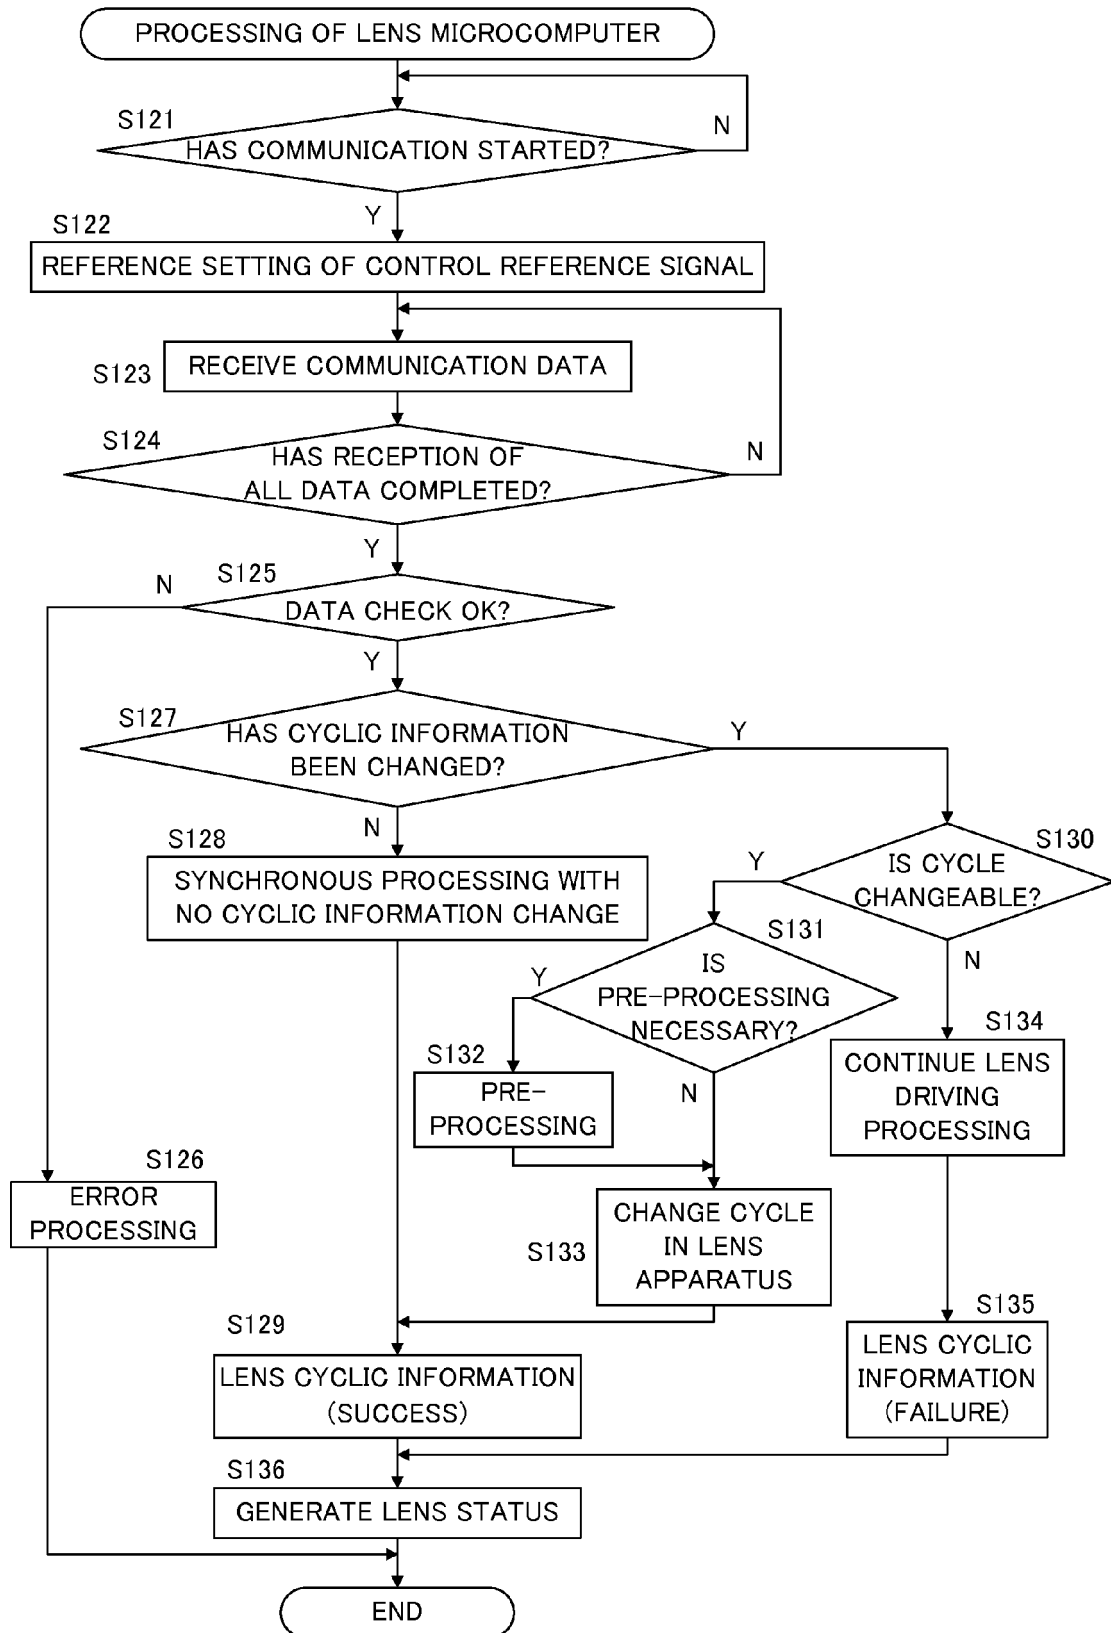 PROCESSING OF LENS MICROCOMPUTER
S121
HAS COMMUNICATION STARTED?
N
Y
S122
REFERENCE SETTING OF CONTROL REFERENCE SIGNAL
S123
RECEIVE COMMUNICATION DATA
S124
HAS RECEPTION OF
ALL DATA COMPLETED?
N
Y
S125
N
DATA CHECK OK?
Y
S127
HAS CYCLIC INFORMATION
BEEN CHANGED?
Y
N
S128
SYNCHRONOUS PROCESSING WITH
NO CYCLIC INFORMATION CHANGE
S130
IS CYCLE
CHANGEABLE?
Y
N
S131
IS
PRE-PROCESSING
NECESSARY?
Y
N
S132
PRE-
PROCESSING
S134
CONTINUE LENS
DRIVING
PROCESSING
S126
ERROR
PROCESSING
S133
CHANGE CYCLE
IN LENS
APPARATUS
S129
LENS CYCLIC INFORMATION
(SUCCESS)
S135
LENS CYCLIC
INFORMATION
(FAILURE)
S136
GENERATE LENS STATUS
END